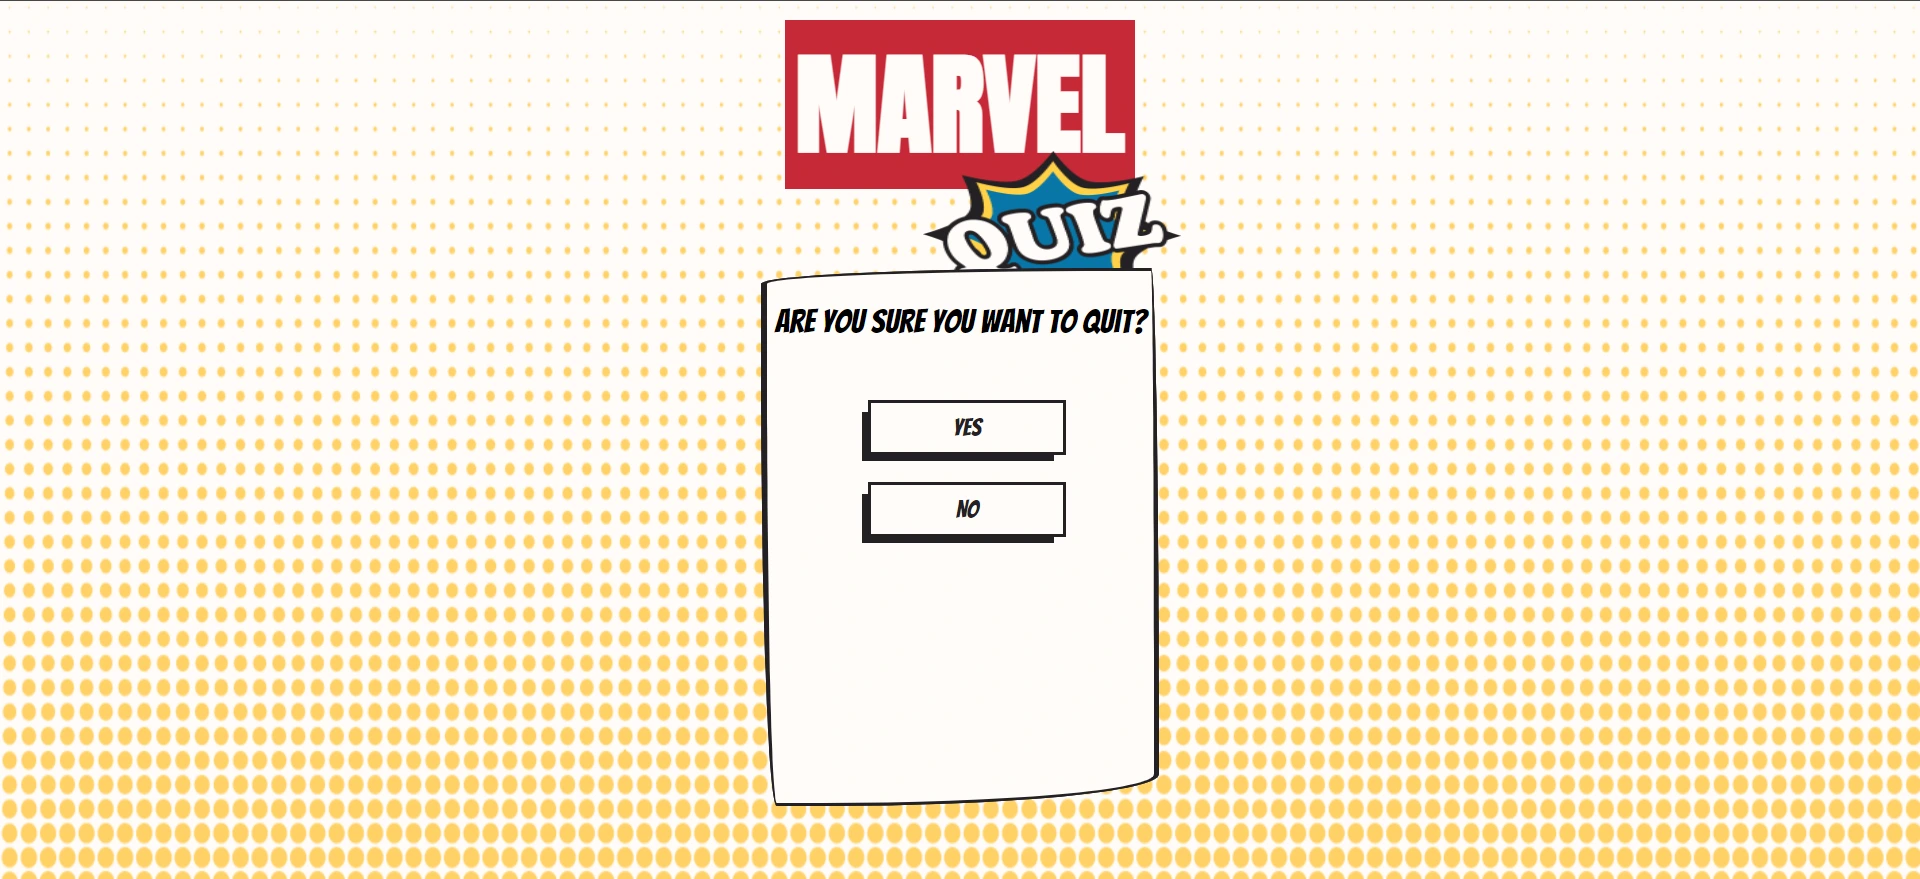 MARVEL
QUIZ
ARE YOU SURE YOU WANT TO QUIT?
YES
NO